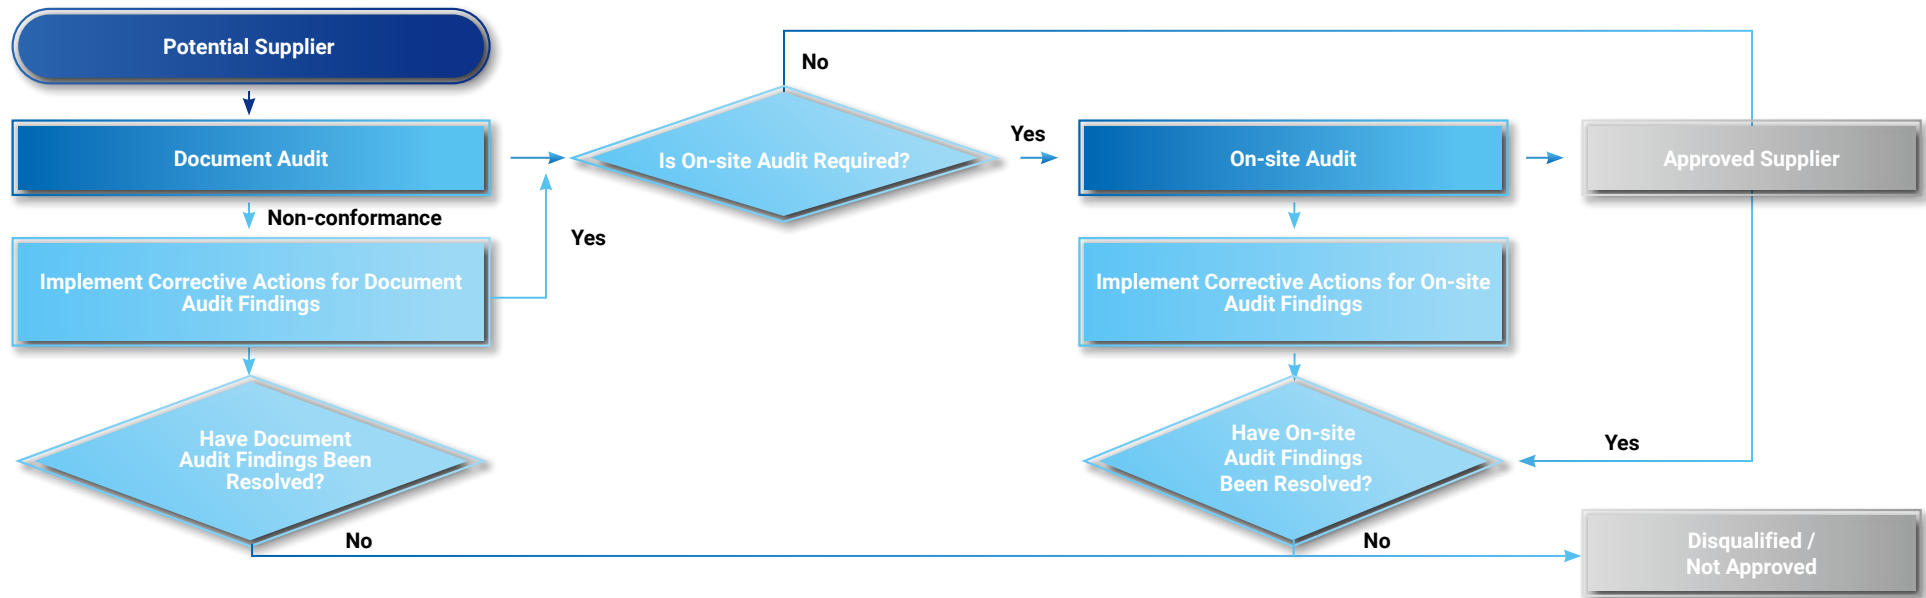 Potential Supplier
No
Document Audit
Is On-site Audit Required?
Yes
On-site Audit
Approved Supplier
Non-conformance
Yes
Implement Corrective Actions for Document
Audit Findings
Implement Corrective Actions for On-site
Audit Findings
Have Document
Audit Findings Been
Resolved?
Have On-site
Audit Findings
Been Resolved?
Yes
No
No
Disqualified /
Not Approved